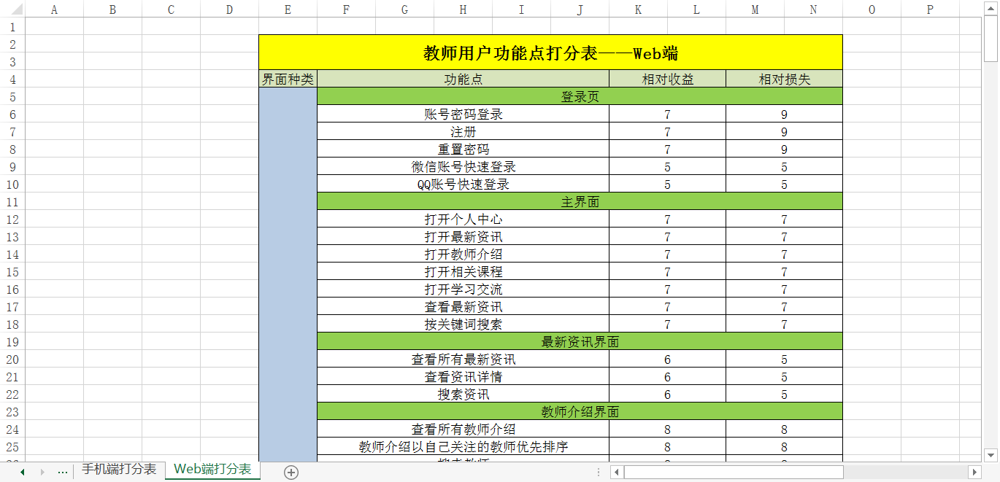 A B C D E F G H I J K L M N O P
1
2 教师用户功能点打分表——Web端
3
4 界面种类 功能点 相对收益 相对损失
5 登录页
6 账号密码登录 7 9
7 注册 7 9
8 重置密码 7 9
9 微信账号快速登录 5 5
10 QQ账号快速登录 5 5
11 主界面
12 打开个人中心 7 7
13 打开最新资讯 7 7
14 打开教师介绍 7 7
15 打开相关课程 7 7
16 打开学习交流 7 7
17 查看最新资讯 7 7
18 按关键词搜索 7 7
19 最新资讯界面
20 查看所有最新资讯 6 5
21 查看资讯详情 6 5
22 搜索资讯 6 5
23 教师介绍界面
24 查看所有教师介绍 8 8
25 教师介绍以自己关注的教师优先排序 8 8
... 手机端打分表 Web端打分表